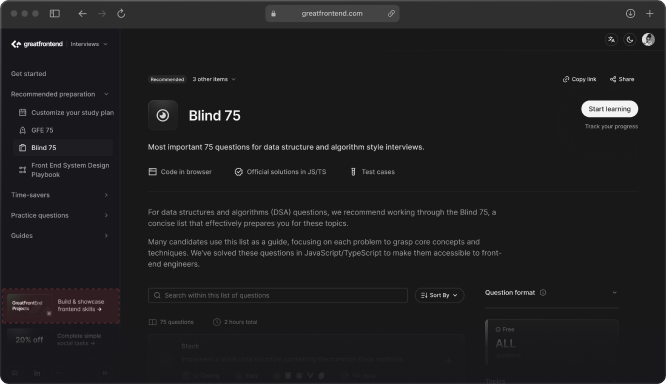 greatfrontend.com
greatfrontend
Interviews
Get started
Recommended preparation
Customize your study plan
GFE 75
Blind 75
Front End System Design
Playbook
Time-savers
Practice questions
Guides
GreatFrontEnd
Projects
Build & showcase
frontend skills →
20% off
Complete simple
social tasks →
Recommended
3 other items
Copy link
Share
Blind 75
Start learning
Track your progress
Most important 75 questions for data structure and algorithm style interviews.
Code in browser
Official solutions in JS/TS
Test cases
For data structures and algorithms (DSA) questions, we recommend working through the Blind 75, a
concise list that effectively prepares you for these topics.
Many candidates use this list as a guide, focusing on each problem to grasp core concepts and
techniques. We've solved these questions in JavaScript/TypeScript to make them accessible to front-
end engineers.
Search within this list of questions
Sort By
Question format
75 questions
2 hours total
Free
ALL
Stack